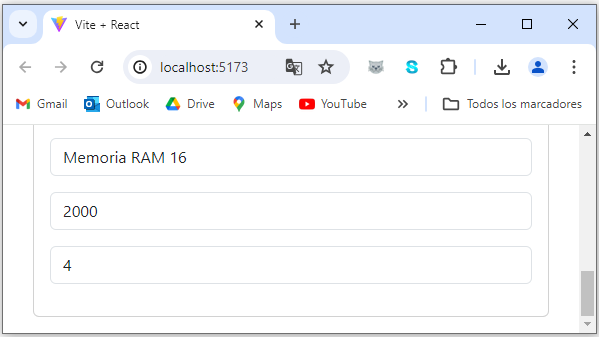 Vite + React
localhost:5173
Gmail Outlook Drive Maps YouTube Todos los marcadores
Memoria RAM 16
2000
4